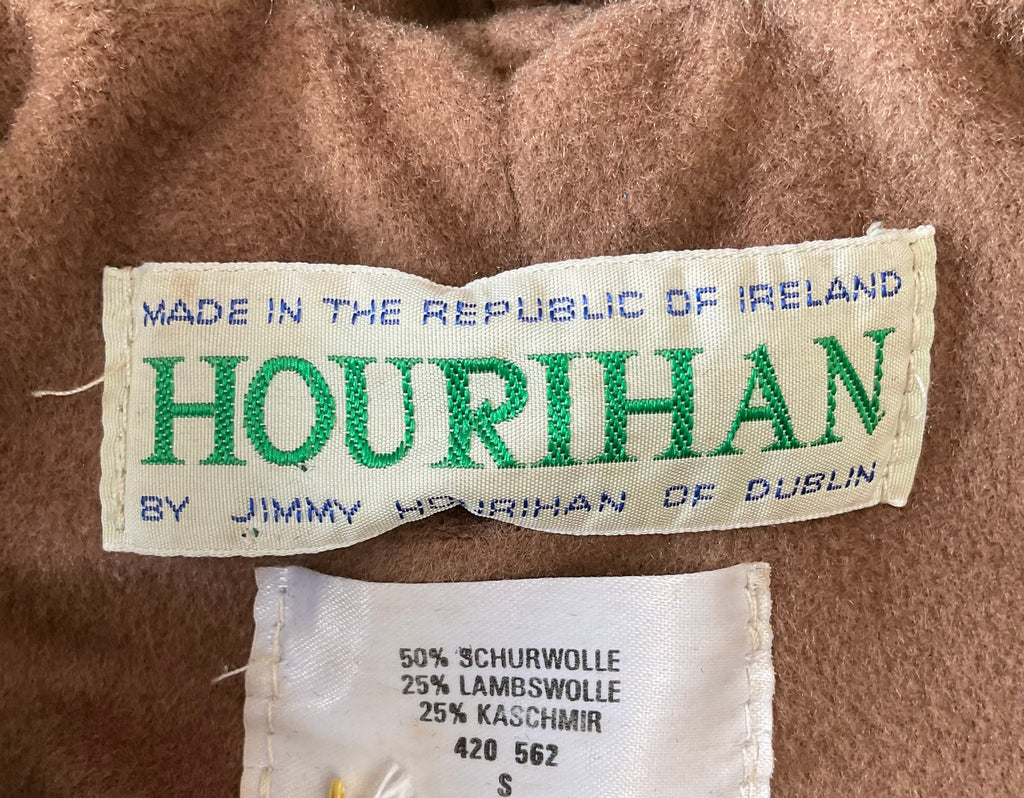 MADE IN THE REPUBLIC OF IRELAND
HOURIHAN
BY JIMMY HOURIHAN OF DUBLIN
50% SCHURWOLLE
25% LAMBSWOLLE
25% KASCHMIR
420 562
S